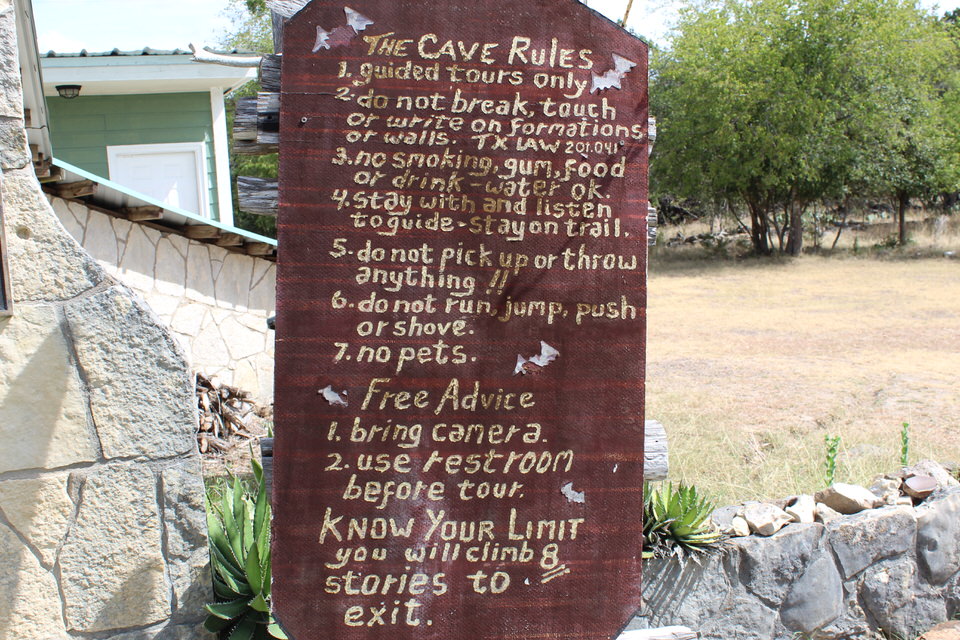 The Cave Rules
1. guided tours only
2. do not break, touch
or write on formations
or walls. TX LAW 201.041
3. no smoking, gum, food
or drink - water ok.
4. stay with and listen
to guide - stay on trail.
5. do not pick up or throw
anything !!
6. do not run, jump, push
or shove.
7. no pets.
Free Advice
1. bring camera.
2. use restroom
before tour.
Know Your Limit
you will climb 8
stories to
exit.